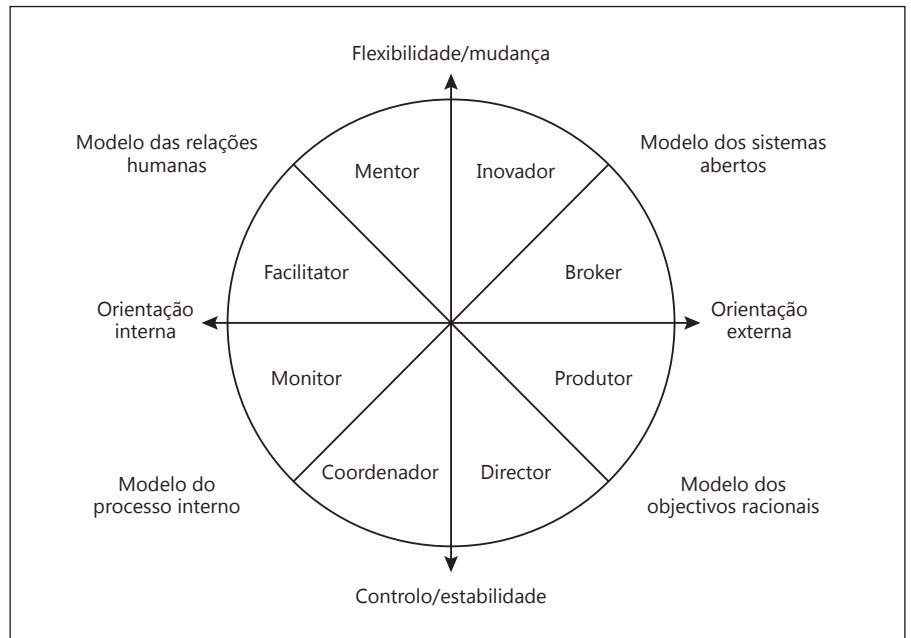 Flexibilidade/mudança
Modelo das relações
humanas
Modelo dos sistemas
abertos
Mentor
Inovador
Facilitator
Broker
Orientação
interna
Orientação
externa
Monitor
Produtor
Coordenador
Director
Modelo do
processo interno
Modelo dos
objectivos racionais
Controlo/estabilidade